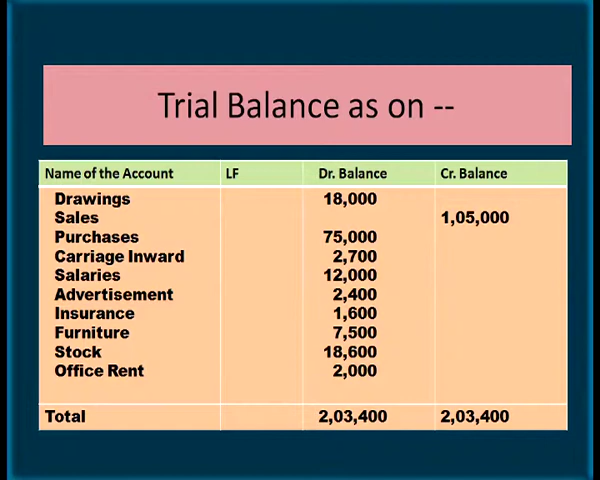 Trial Balance as on --
Name of the Account LF Dr. Balance Cr. Balance
Drawings 18,000
Sales 1,05,000
Purchases 75,000
Carriage Inward 2,700
Salaries 12,000
Advertisement 2,400
Insurance 1,600
Furniture 7,500
Stock 18,600
Office Rent 2,000
Total 2,03,400 2,03,400